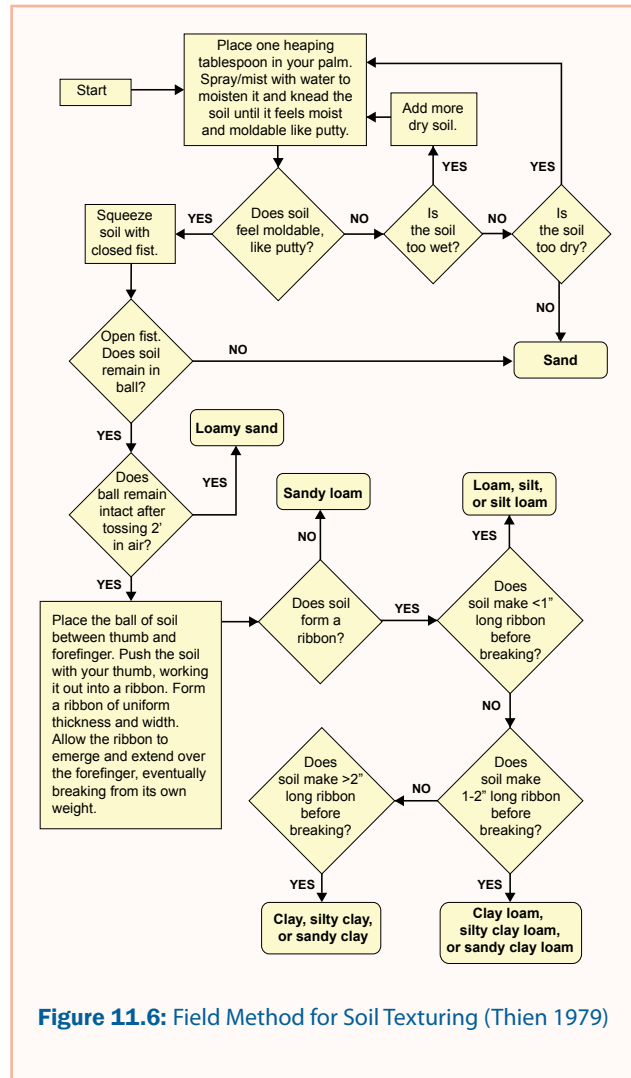 Start
Place one heaping
tablespoon in your palm.
Spray/mist with water to
moisten it and knead the
soil until it feels moist
and moldable like putty.
Add more
dry soil.
YES
YES
Squeeze
soil with
closed fist.
YES
Does soil
feel moldable,
like putty?
NO
Is
the soil
too wet?
NO
Is
the soil
too dry?
NO
Open fist.
Does soil
remain in
ball?
NO
Sand
YES
Loamy sand
Does
ball remain
intact after
tossing 2'
in air?
YES
YES
Sandy loam
Loam, silt,
or silt loam
NO
YES
Place the ball of soil
between thumb and
forefinger. Push the soil
with your thumb, working
it out into a ribbon. Form
a ribbon of uniform
thickness and width.
Allow the ribbon to
emerge and extend over
the forefinger, eventually
breaking from its own
weight.
Does soil
form a
ribbon?
YES
Does
soil make <1"
long ribbon
before
breaking?
NO
Does
soil make >2"
long ribbon
before
breaking?
NO
Does
soil make
1-2" long ribbon
before
breaking?
YES
YES
Clay, silty clay,
or sandy clay
Clay loam,
silty clay loam,
or sandy clay loam
Figure 11.6: Field Method for Soil Texturing (Thien 1979)